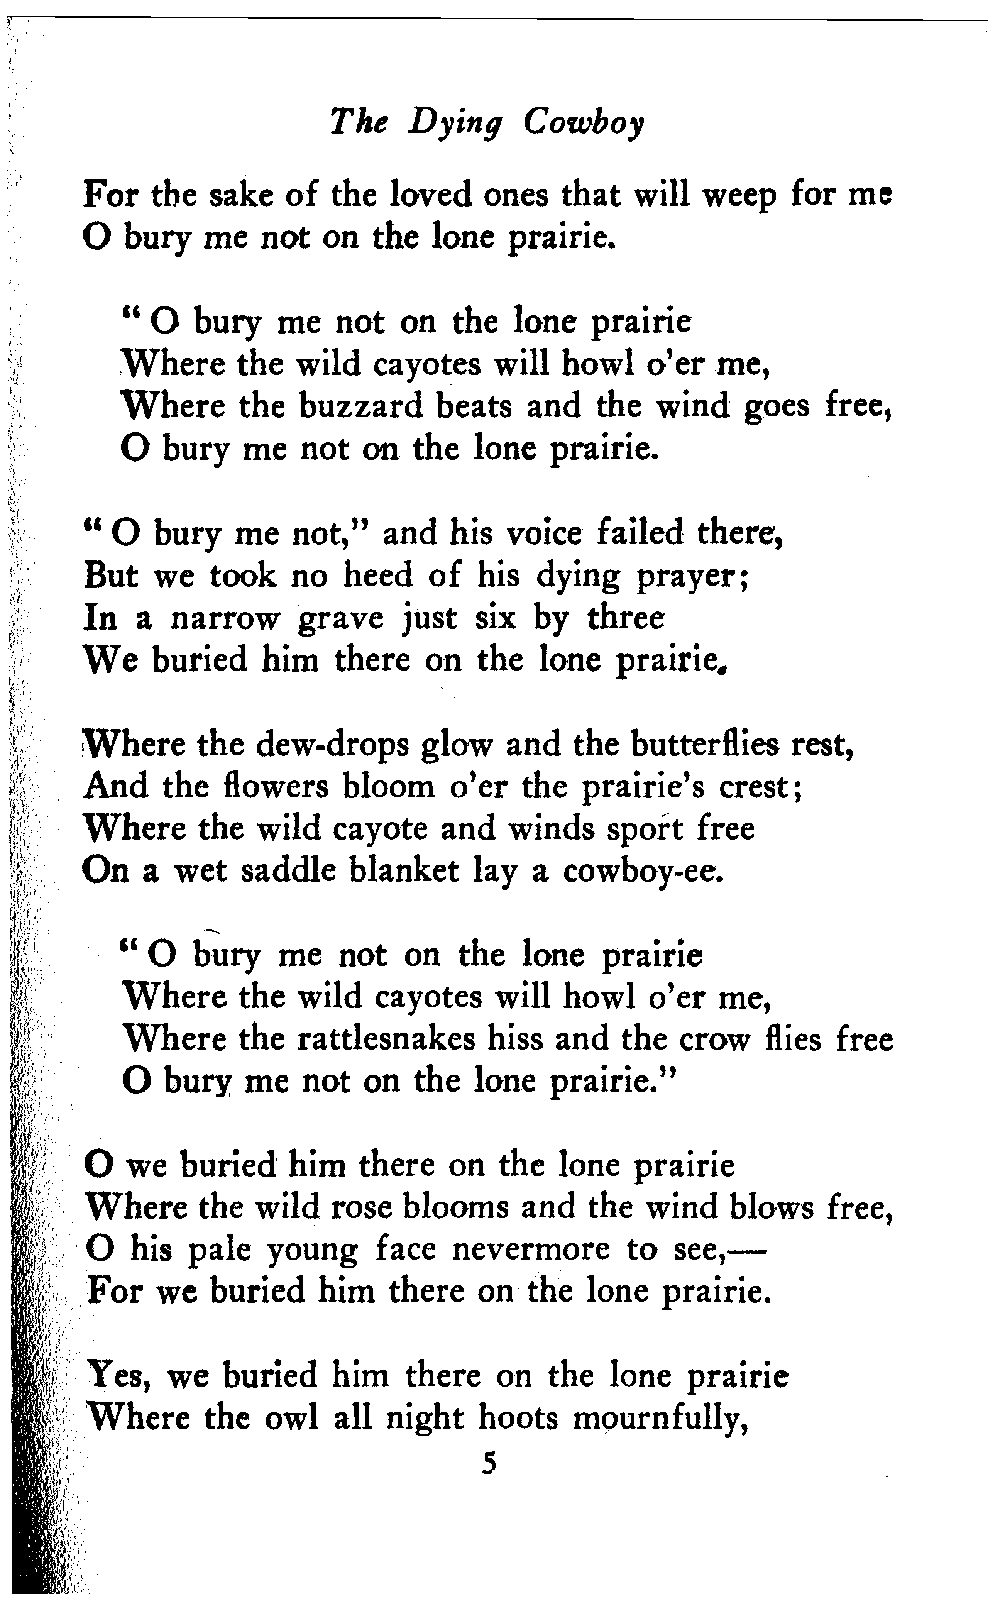 The Dying Cowboy
For the sake of the loved ones that will weep for me
O bury me not on the lone prairie.
“ O bury me not on the lone prairie
Where the wild cayotes will howl o’er me,
Where the buzzard beats and the wind goes free,
O bury me not on the lone prairie.
“ O bury me not,” and his voice failed there,
But we took no heed of his dying prayer;
In a narrow grave just six by three
We buried him there on the lone prairie.
Where the dew-drops glow and the butterflies rest,
And the flowers bloom o’er the prairie’s crest;
Where the wild cayote and winds sport free
On a wet saddle blanket lay a cowboy-ee.
“ O bury me not on the lone prairie
Where the wild cayotes will howl o’er me,
Where the rattlesnakes hiss and the crow flies free
O bury me not on the lone prairie.”
O we buried him there on the lone prairie
Where the wild rose blooms and the wind blows free,
O his pale young face nevermore to see,—
For we buried him there on the lone prairie.
Yes, we buried him there on the lone prairie
Where the owl all night hoots mournfully,
5